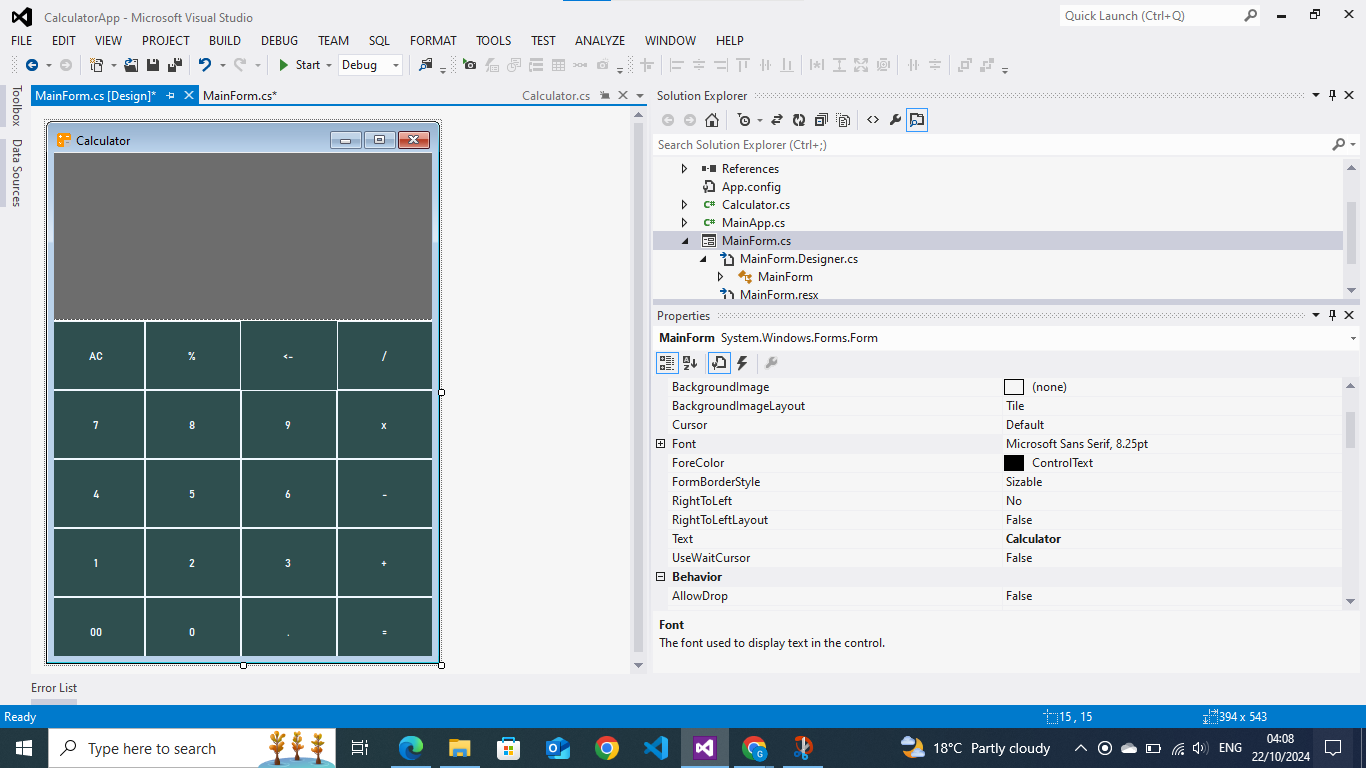 CalculatorApp - Microsoft Visual Studio
Quick Launch (Ctrl+Q)
FILE EDIT VIEW PROJECT BUILD DEBUG TEAM SQL FORMAT TOOLS TEST ANALYZE WINDOW HELP
Start Debug
Toolbox
Data Sources
MainForm.cs [Design]* MainForm.cs* Calculator.cs
Calculator
AC % <- /
7 8 9 x
4 5 6 -
1 2 3 +
00 0 . =
Solution Explorer
Search Solution Explorer (Ctrl+;)
References
App.config
Calculator.cs
MainApp.cs
MainForm.cs
MainForm.Designer.cs
MainForm
MainForm.resx
Properties
MainForm System.Windows.Forms.Form
BackgroundImage (none)
BackgroundImageLayout Tile
Cursor Default
Font Microsoft Sans Serif, 8.25pt
ForeColor ControlText
FormBorderStyle Sizable
RightToLeft No
RightToLeftLayout False
Text Calculator
UseWaitCursor False
Behavior
AllowDrop False
Font
The font used to display text in the control.
Error List
Ready 15 , 15 394 x 543
Type here to search
18°C Partly cloudy
ENG
04:08
22/10/2024